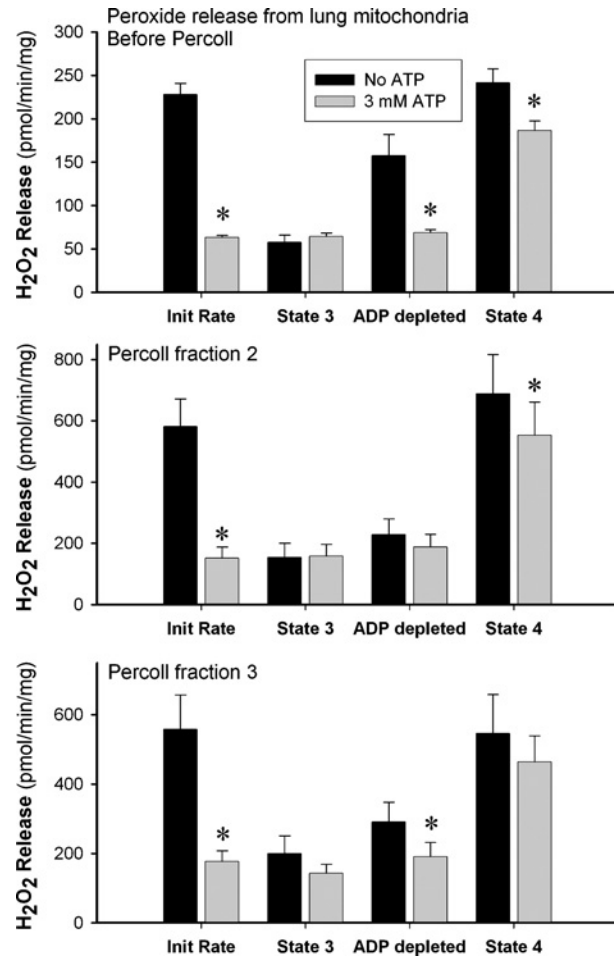 Peroxide release from lung mitochondria
Before Percoll
300
250
200
150
100
50
0
H₂O₂ Release (pmol/min/mg)
No ATP
3 mM ATP
*
*
*
Init Rate State 3 ADP depleted State 4
Percoll fraction 2
800
600
400
200
0
H₂O₂ Release (pmol/min/mg)
*
*
Init Rate State 3 ADP depleted State 4
Percoll fraction 3
600
400
200
0
H₂O₂ Release (pmol/min/mg)
*
*
Init Rate State 3 ADP depleted State 4